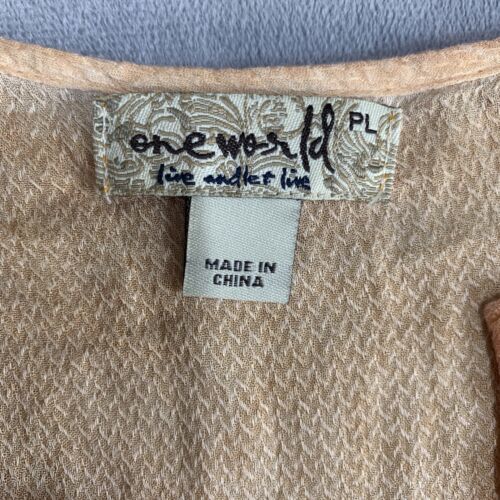 one world PL
live and let live
MADE IN
CHINA